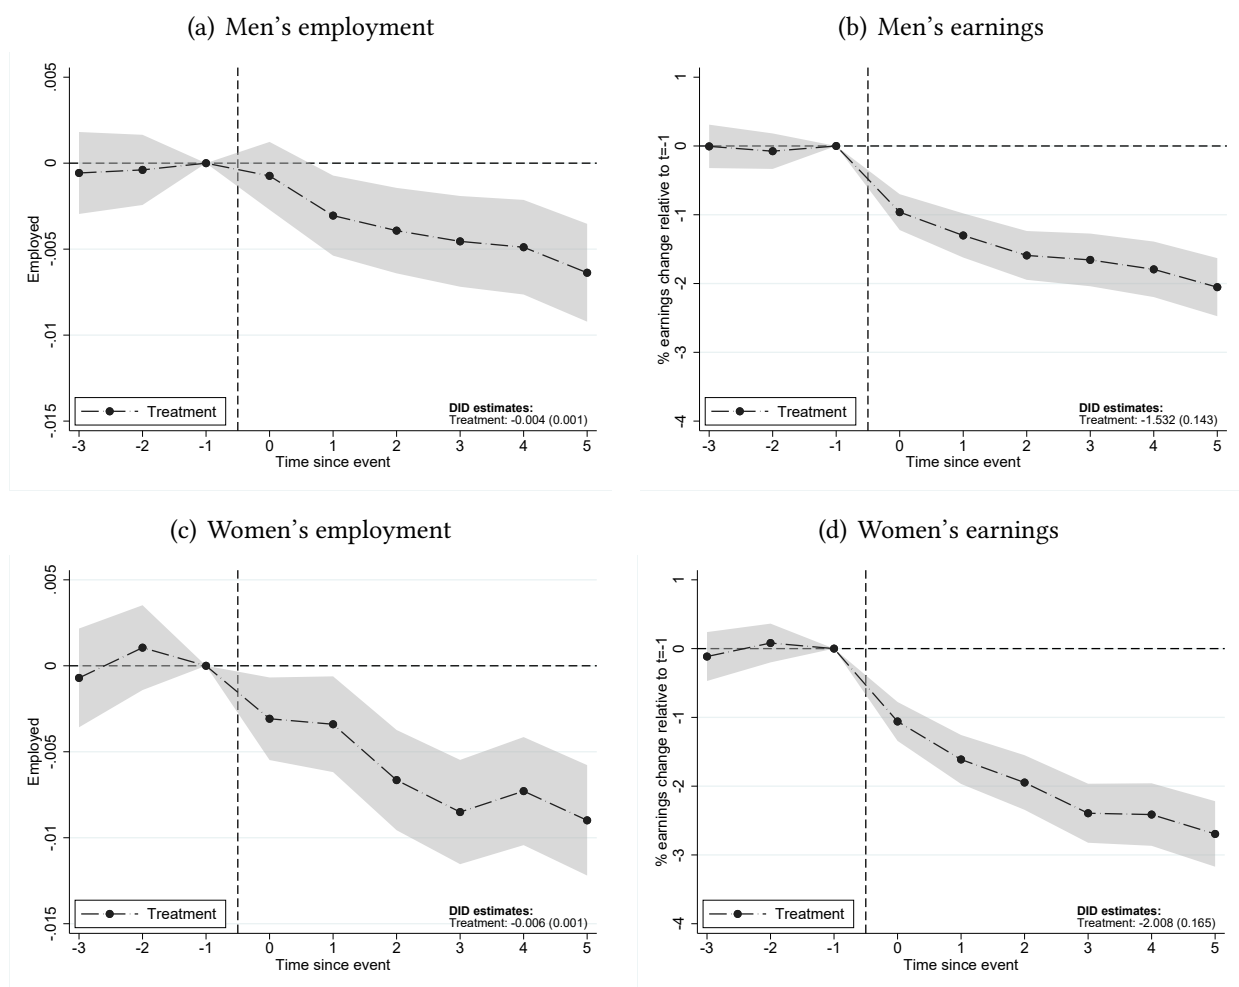 (a) Men's employment
.005
0
-.005
-.01
-.015
Employed
Treatment
DID estimates:
Treatment: -0.004 (0.001)
-3 -2 -1 0 1 2 3 4 5
Time since event
(b) Men's earnings
1
0
-1
-2
-3
-4
% earnings change relative to t=-1
Treatment
DID estimates:
Treatment: -1.532 (0.143)
-3 -2 -1 0 1 2 3 4 5
Time since event
(c) Women's employment
.005
0
-.005
-.01
-.015
Employed
Treatment
DID estimates:
Treatment: -0.006 (0.001)
-3 -2 -1 0 1 2 3 4 5
Time since event
(d) Women's earnings
1
0
-1
-2
-3
-4
% earnings change relative to t=-1
Treatment
DID estimates:
Treatment: -2.008 (0.165)
-3 -2 -1 0 1 2 3 4 5
Time since event